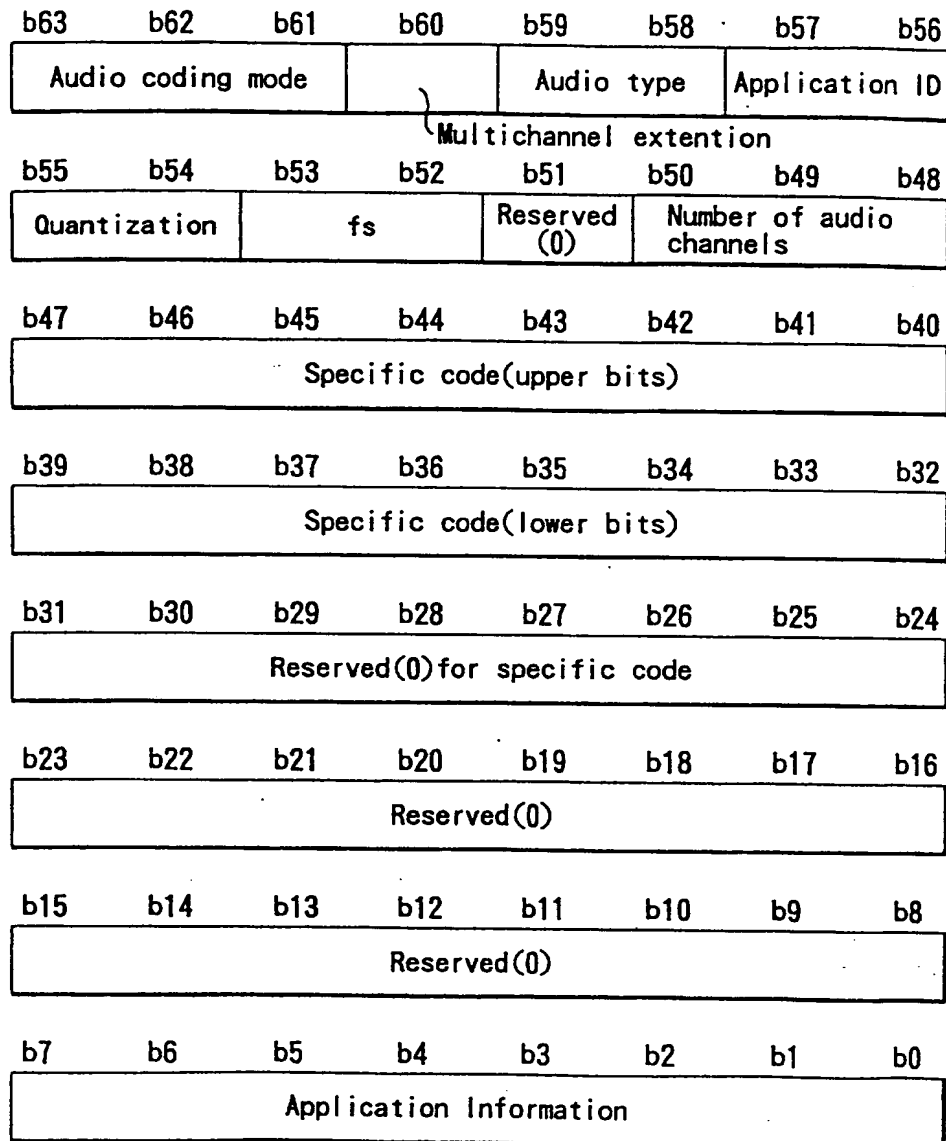 b63 b62 b61 b60 b59 b58 b57 b56
Audio coding mode Audio type Application ID
Multichannel extention
b55 b54 b53 b52 b51 b50 b49 b48
Quantization fs Reserved (0) Number of audio channels
b47 b46 b45 b44 b43 b42 b41 b40
Specific code(upper bits)
b39 b38 b37 b36 b35 b34 b33 b32
Specific code(lower bits)
b31 b30 b29 b28 b27 b26 b25 b24
Reserved(0)for specific code
b23 b22 b21 b20 b19 b18 b17 b16
Reserved(0)
b15 b14 b13 b12 b11 b10 b9 b8
Reserved(0)
b7 b6 b5 b4 b3 b2 b1 b0
Application Information